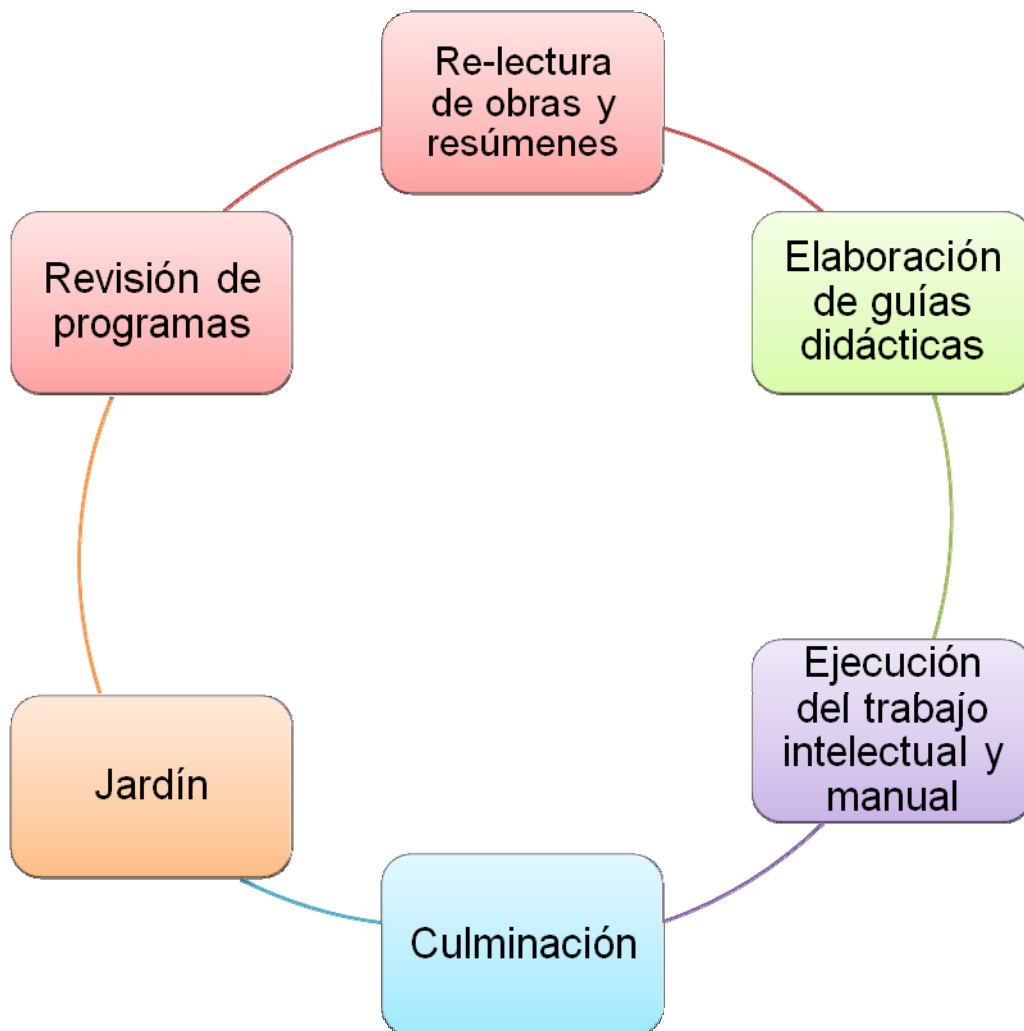 Re-lectura
de obras y
resúmenes
Elaboración
de guías
didácticas
Ejecución
del trabajo
intelectual y
manual
Culminación
Jardín
Revisión de
programas